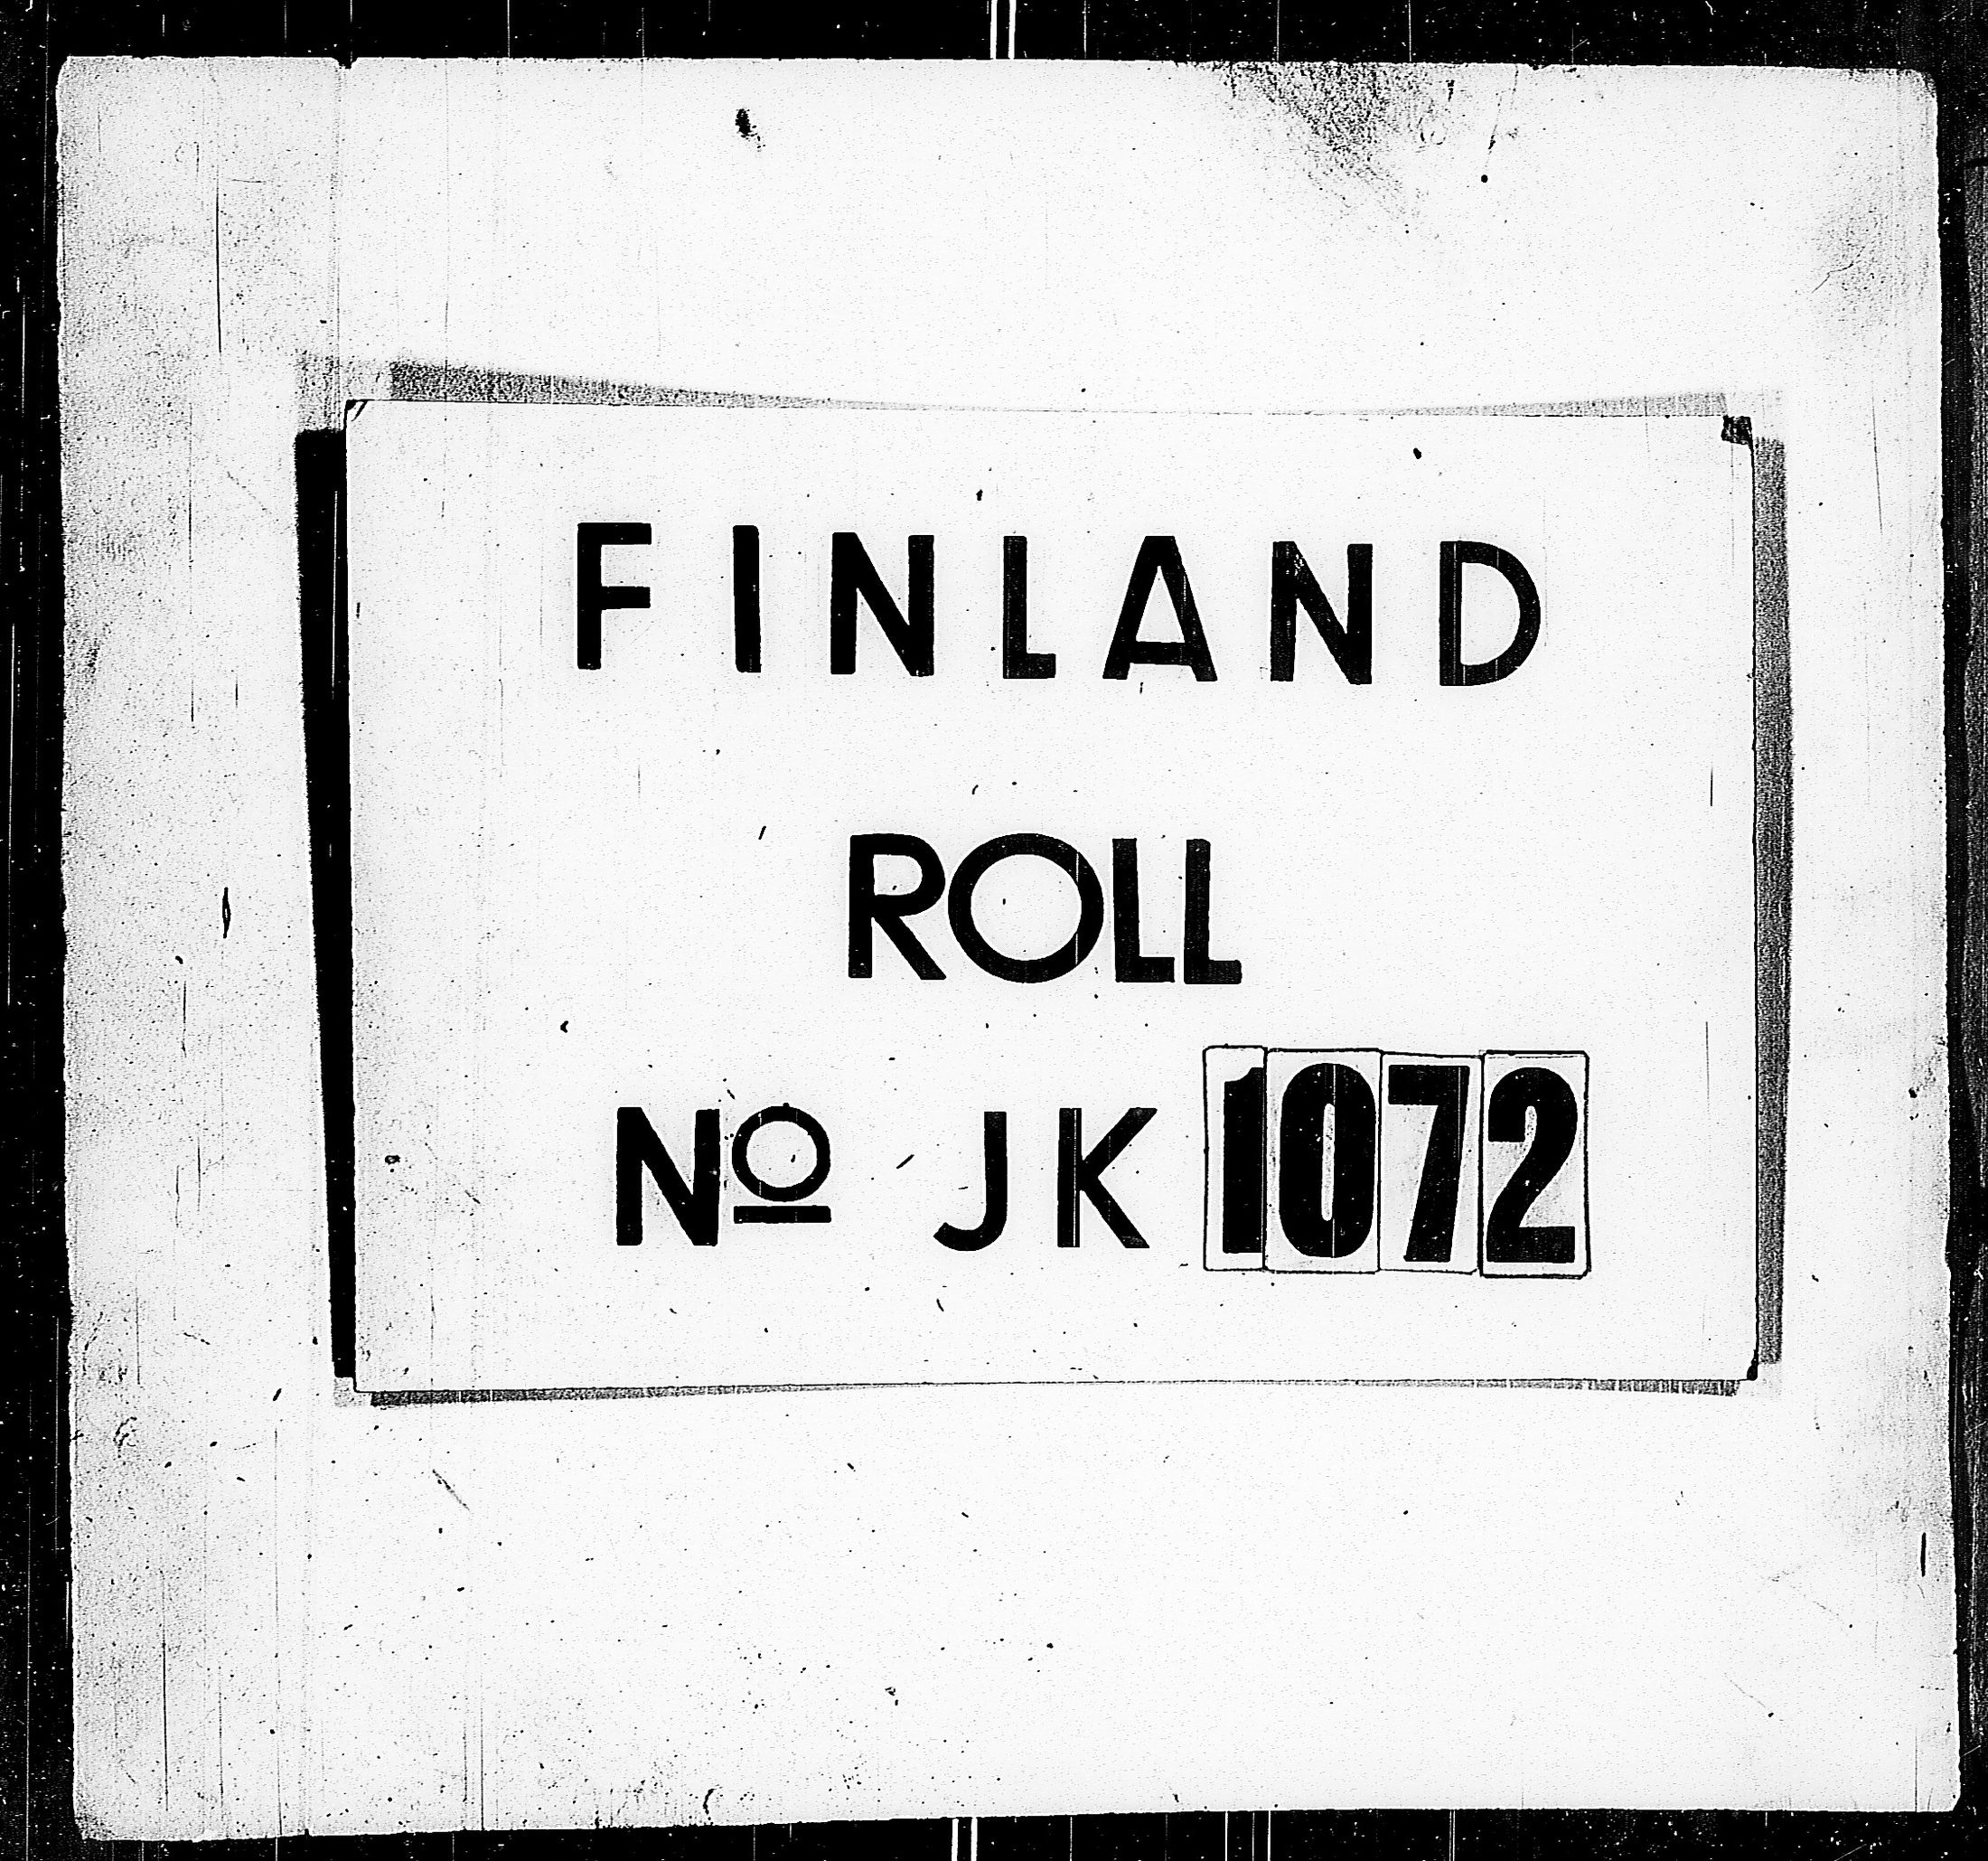 FINLAND
ROLL
Nº JK 1072